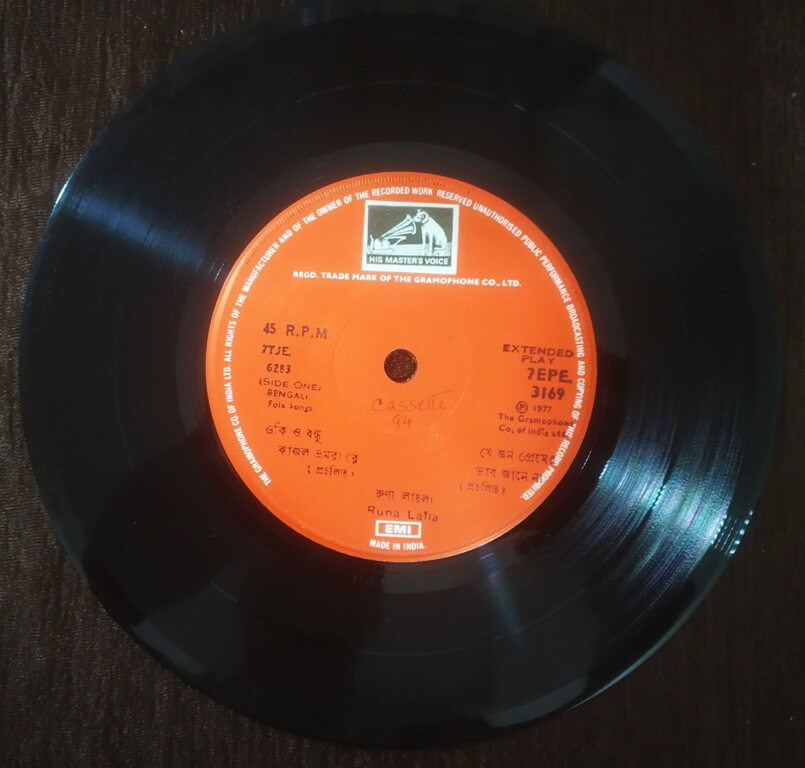 THE GRAMOPHONE CO. OF INDIA LTD. ALL RIGHTS OF THE MANUFACTURER AND OF THE OWNER OF THE RECORDED WORK RESERVED UNAUTHORISED PUBLIC PERFORMANCE BROADCASTING AND COPYING OF THIS RECORD PROHIBITED.
HIS MASTER'S VOICE
REGD. TRADE MARK OF THE GRAMOPHONE CO., LTD.
45 R.P.M
7TJE.
6283
(SIDE ONE)
BENGALI
Folk Songs
EXTENDED
PLAY
7EPE.
3169
Ⓟ 1977
The Gramophone
Co. of India Ltd.
Cassette
94
ওকি ও বন্ধু
কাজল ভ্রমরা রে
( প্রচলিত )
যে জন প্রেমের
ভাব জানে না
( প্রচলিত )
রুণা লায়লা
Runa Laila
EMI
MADE IN INDIA.